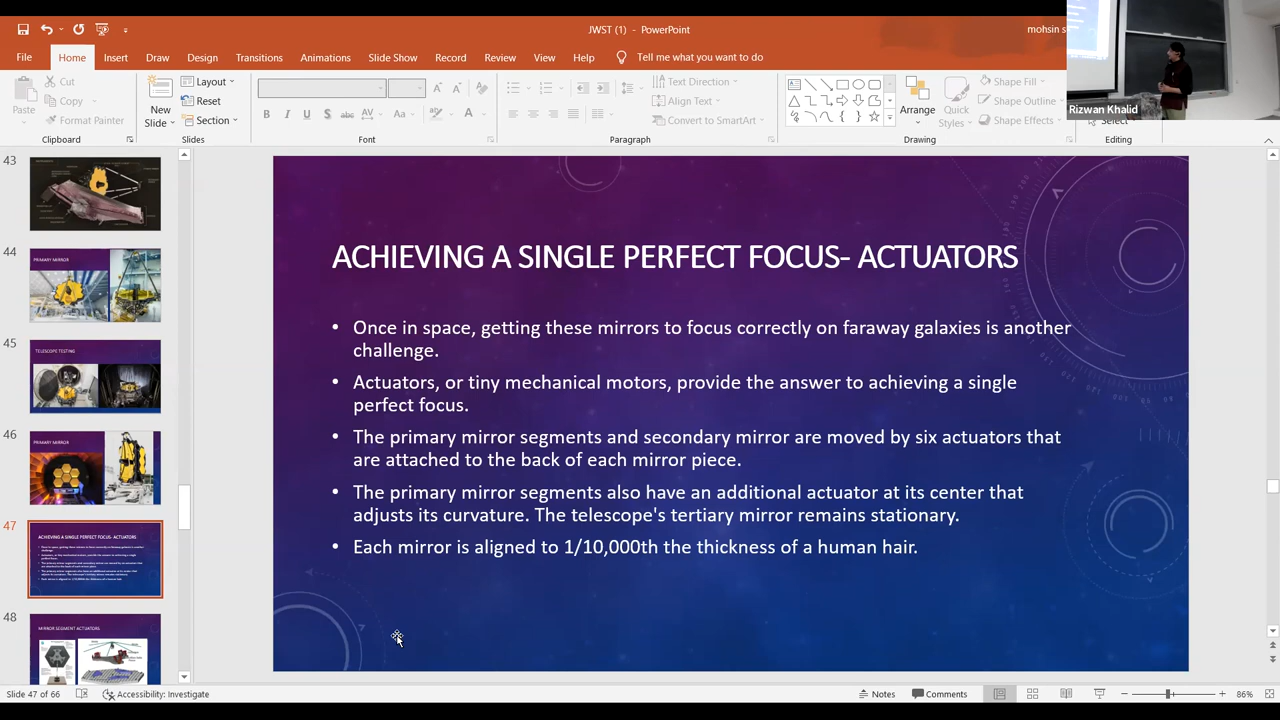 JWST (1) - PowerPoint
mohsin s
File Home Insert Draw Design Transitions Animations Slide Show Record Review View Help Tell me what you want to do
Rizwan Khalid
Paste
Cut
Copy
Format Painter
Clipboard
New
Slide
Layout
Reset
Section
Slides
Font
Text Direction
Align Text
Convert to SmartArt
Paragraph
Arrange
Quick
Styles
Shape Fill
Shape Outline
Shape Effects
Drawing
Select
Editing
43
44
PRIMARY MIRROR
45
TELESCOPE TESTING
46
PRIMARY MIRROR
47
ACHIEVING A SINGLE PERFECT FOCUS- ACTUATORS
48
MIRROR SEGMENT ACTUATORS
ACHIEVING A SINGLE PERFECT FOCUS- ACTUATORS
• Once in space, getting these mirrors to focus correctly on faraway galaxies is another
challenge.
• Actuators, or tiny mechanical motors, provide the answer to achieving a single
perfect focus.
• The primary mirror segments and secondary mirror are moved by six actuators that
are attached to the back of each mirror piece.
• The primary mirror segments also have an additional actuator at its center that
adjusts its curvature. The telescope's tertiary mirror remains stationary.
• Each mirror is aligned to 1/10,000th the thickness of a human hair.
Slide 47 of 66
Accessibility: Investigate
Notes
Comments
86%